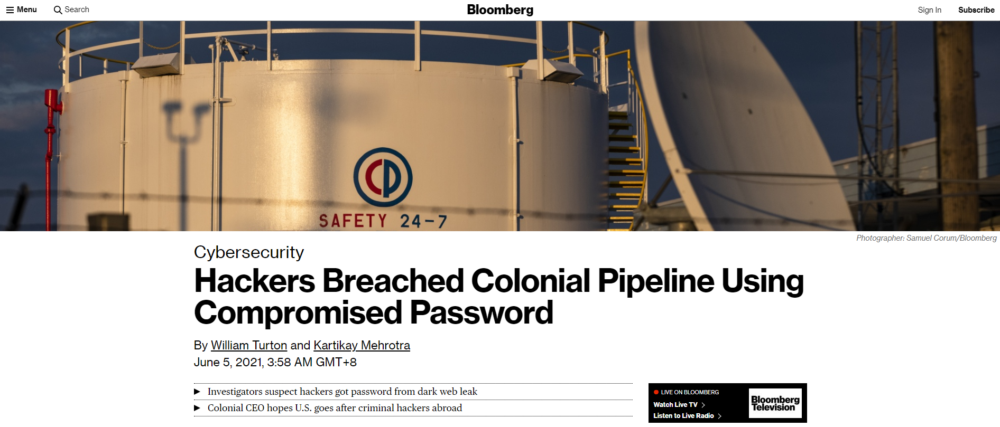 Menu
Search
Bloomberg
Sign In
Subscribe
CP
SAFETY 24-7
Photographer: Samuel Corum/Bloomberg
Cybersecurity
Hackers Breached Colonial Pipeline Using
Compromised Password
By William Turton and Kartikay Mehrotra
June 5, 2021, 3:58 AM GMT+8
Investigators suspect hackers got password from dark web leak
Colonial CEO hopes U.S. goes after criminal hackers abroad
LIVE ON BLOOMBERG
Watch Live TV
Listen to Live Radio
Bloomberg
Television